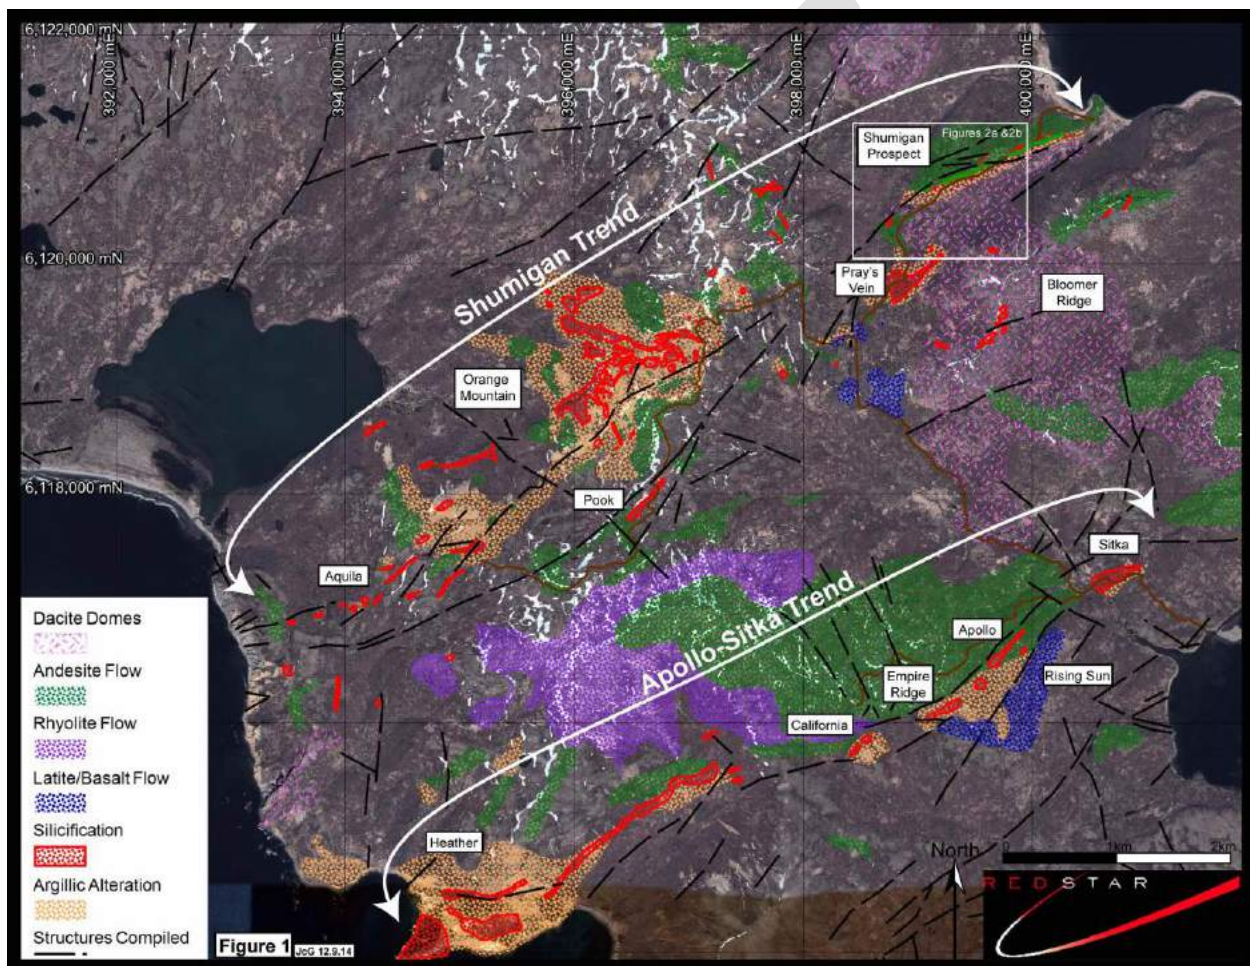 6,122,000 mN
392,000 mE
394,000 mE
396,000 mE
398,000 mE
400,000 mE
Shumigan
Prospect
Figures 2a &2b
6,120,000 mN
Shumigan Trend
Pray's
Vein
Bloomer
Ridge
Orange
Mountain
6,118,000 mN
Pook
Sitka
Aquila
Apollo-Sitka Trend
Apollo
Empire
Ridge
Rising Sun
California
Heather
Dacite Domes
Andesite Flow
Rhyolite Flow
Latite/Basalt Flow
Silicification
Argillic Alteration
Structures Compiled
North
0 1km 2km
REDSTAR
Figure 1 JcG 12.9.14